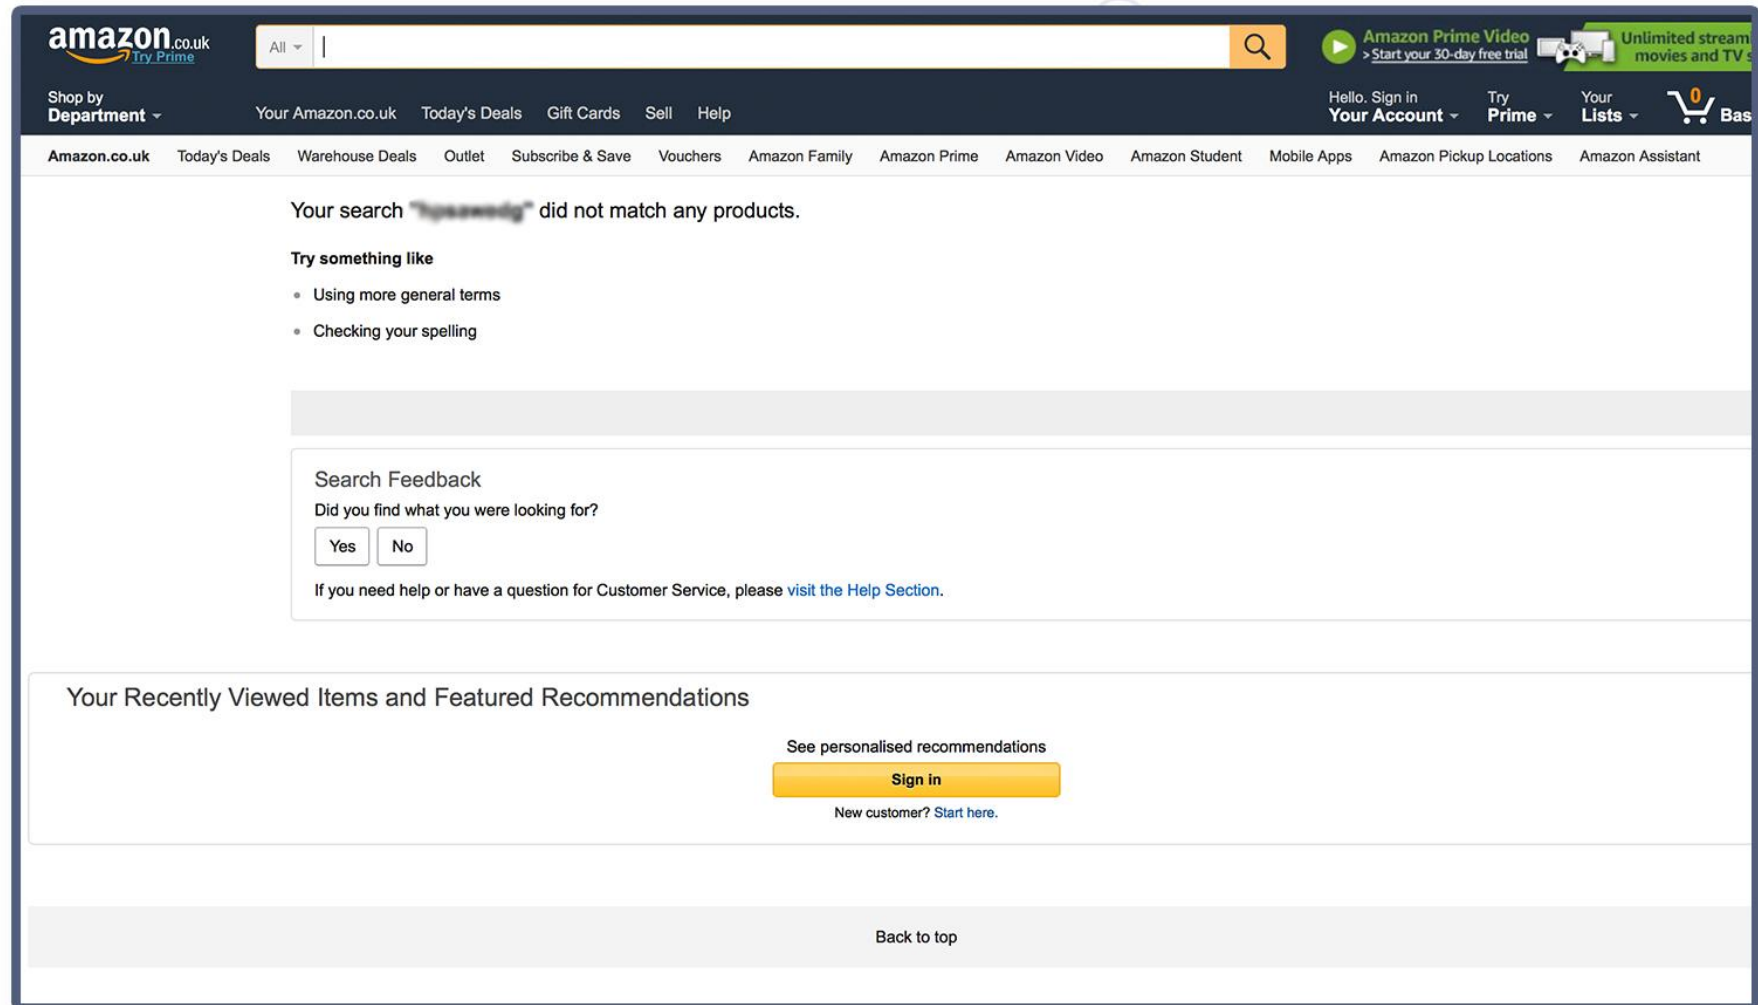 amazon.co.uk
Try Prime
All
Amazon Prime Video
> Start your 30-day free trial
Unlimited stream
movies and TV s
Shop by
Department
Your Amazon.co.uk Today's Deals Gift Cards Sell Help
Hello. Sign in
Your Account
Try
Prime
Your
Lists
0
Bas
Amazon.co.uk Today's Deals Warehouse Deals Outlet Subscribe & Save Vouchers Amazon Family Amazon Prime Amazon Video Amazon Student Mobile Apps Amazon Pickup Locations Amazon Assistant
Your search did not match any products.
Try something like
Using more general terms
Checking your spelling
Search Feedback
Did you find what you were looking for?
Yes No
If you need help or have a question for Customer Service, please visit the Help Section.
Your Recently Viewed Items and Featured Recommendations
See personalised recommendations
Sign in
New customer? Start here.
Back to top